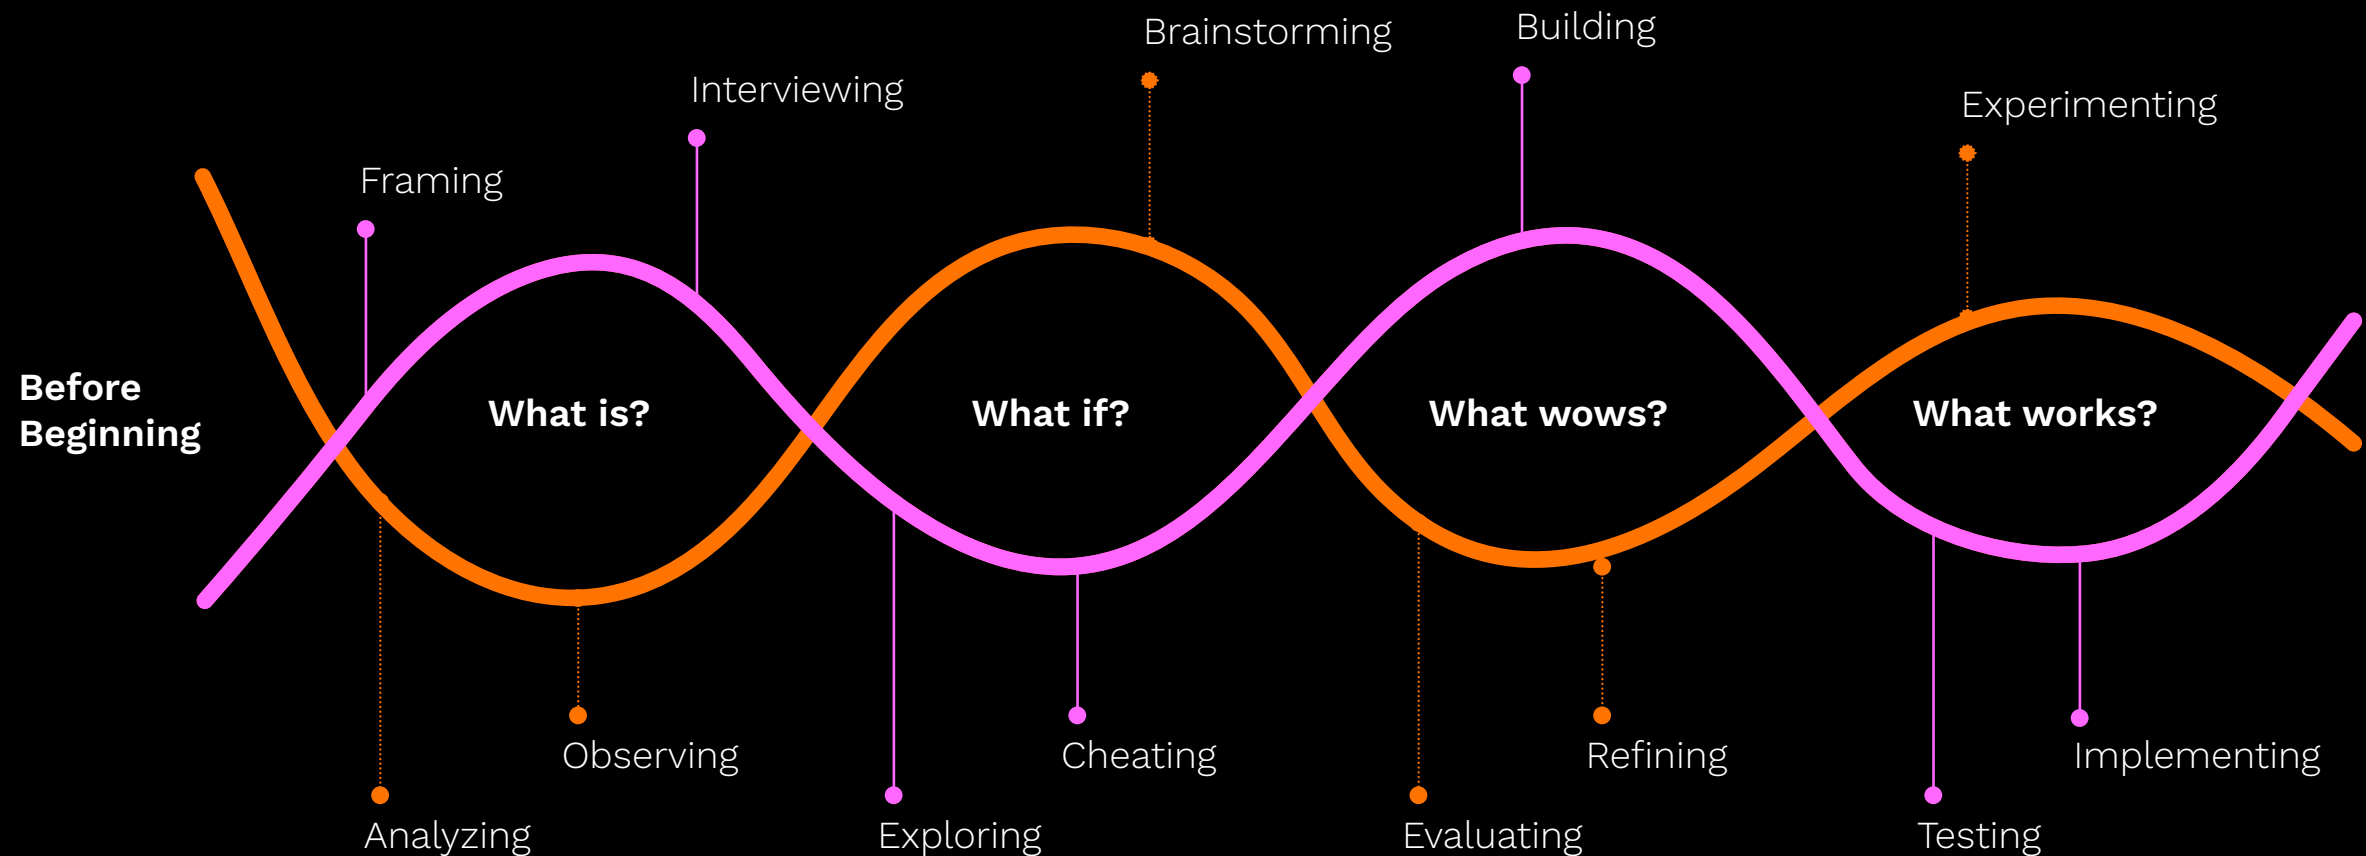 Brainstorming
Building
Interviewing
Experimenting
Framing
Before
Beginning
What is?
What if?
What wows?
What works?
Observing
Cheating
Refining
Implementing
Analyzing
Exploring
Evaluating
Testing